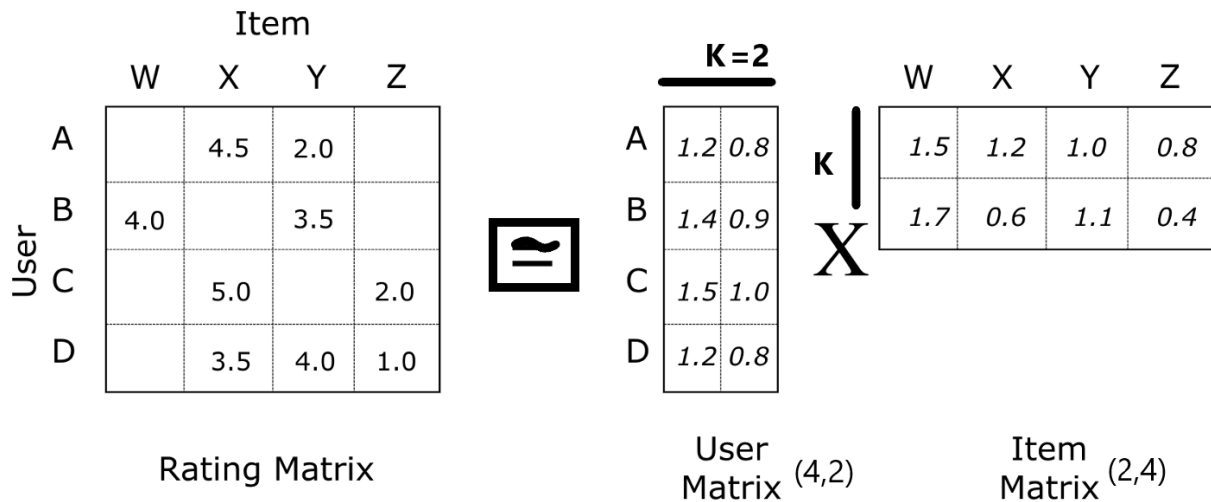 Item
W X Y Z
User
A 4.5 2.0
B 4.0 3.5
C 5.0 2.0
D 3.5 4.0 1.0
Rating Matrix
≃
K=2
A 1.2 0.8
B 1.4 0.9
C 1.5 1.0
D 1.2 0.8
User
Matrix (4,2)
X
K
W X Y Z
1.5 1.2 1.0 0.8
1.7 0.6 1.1 0.4
Item
Matrix (2,4)